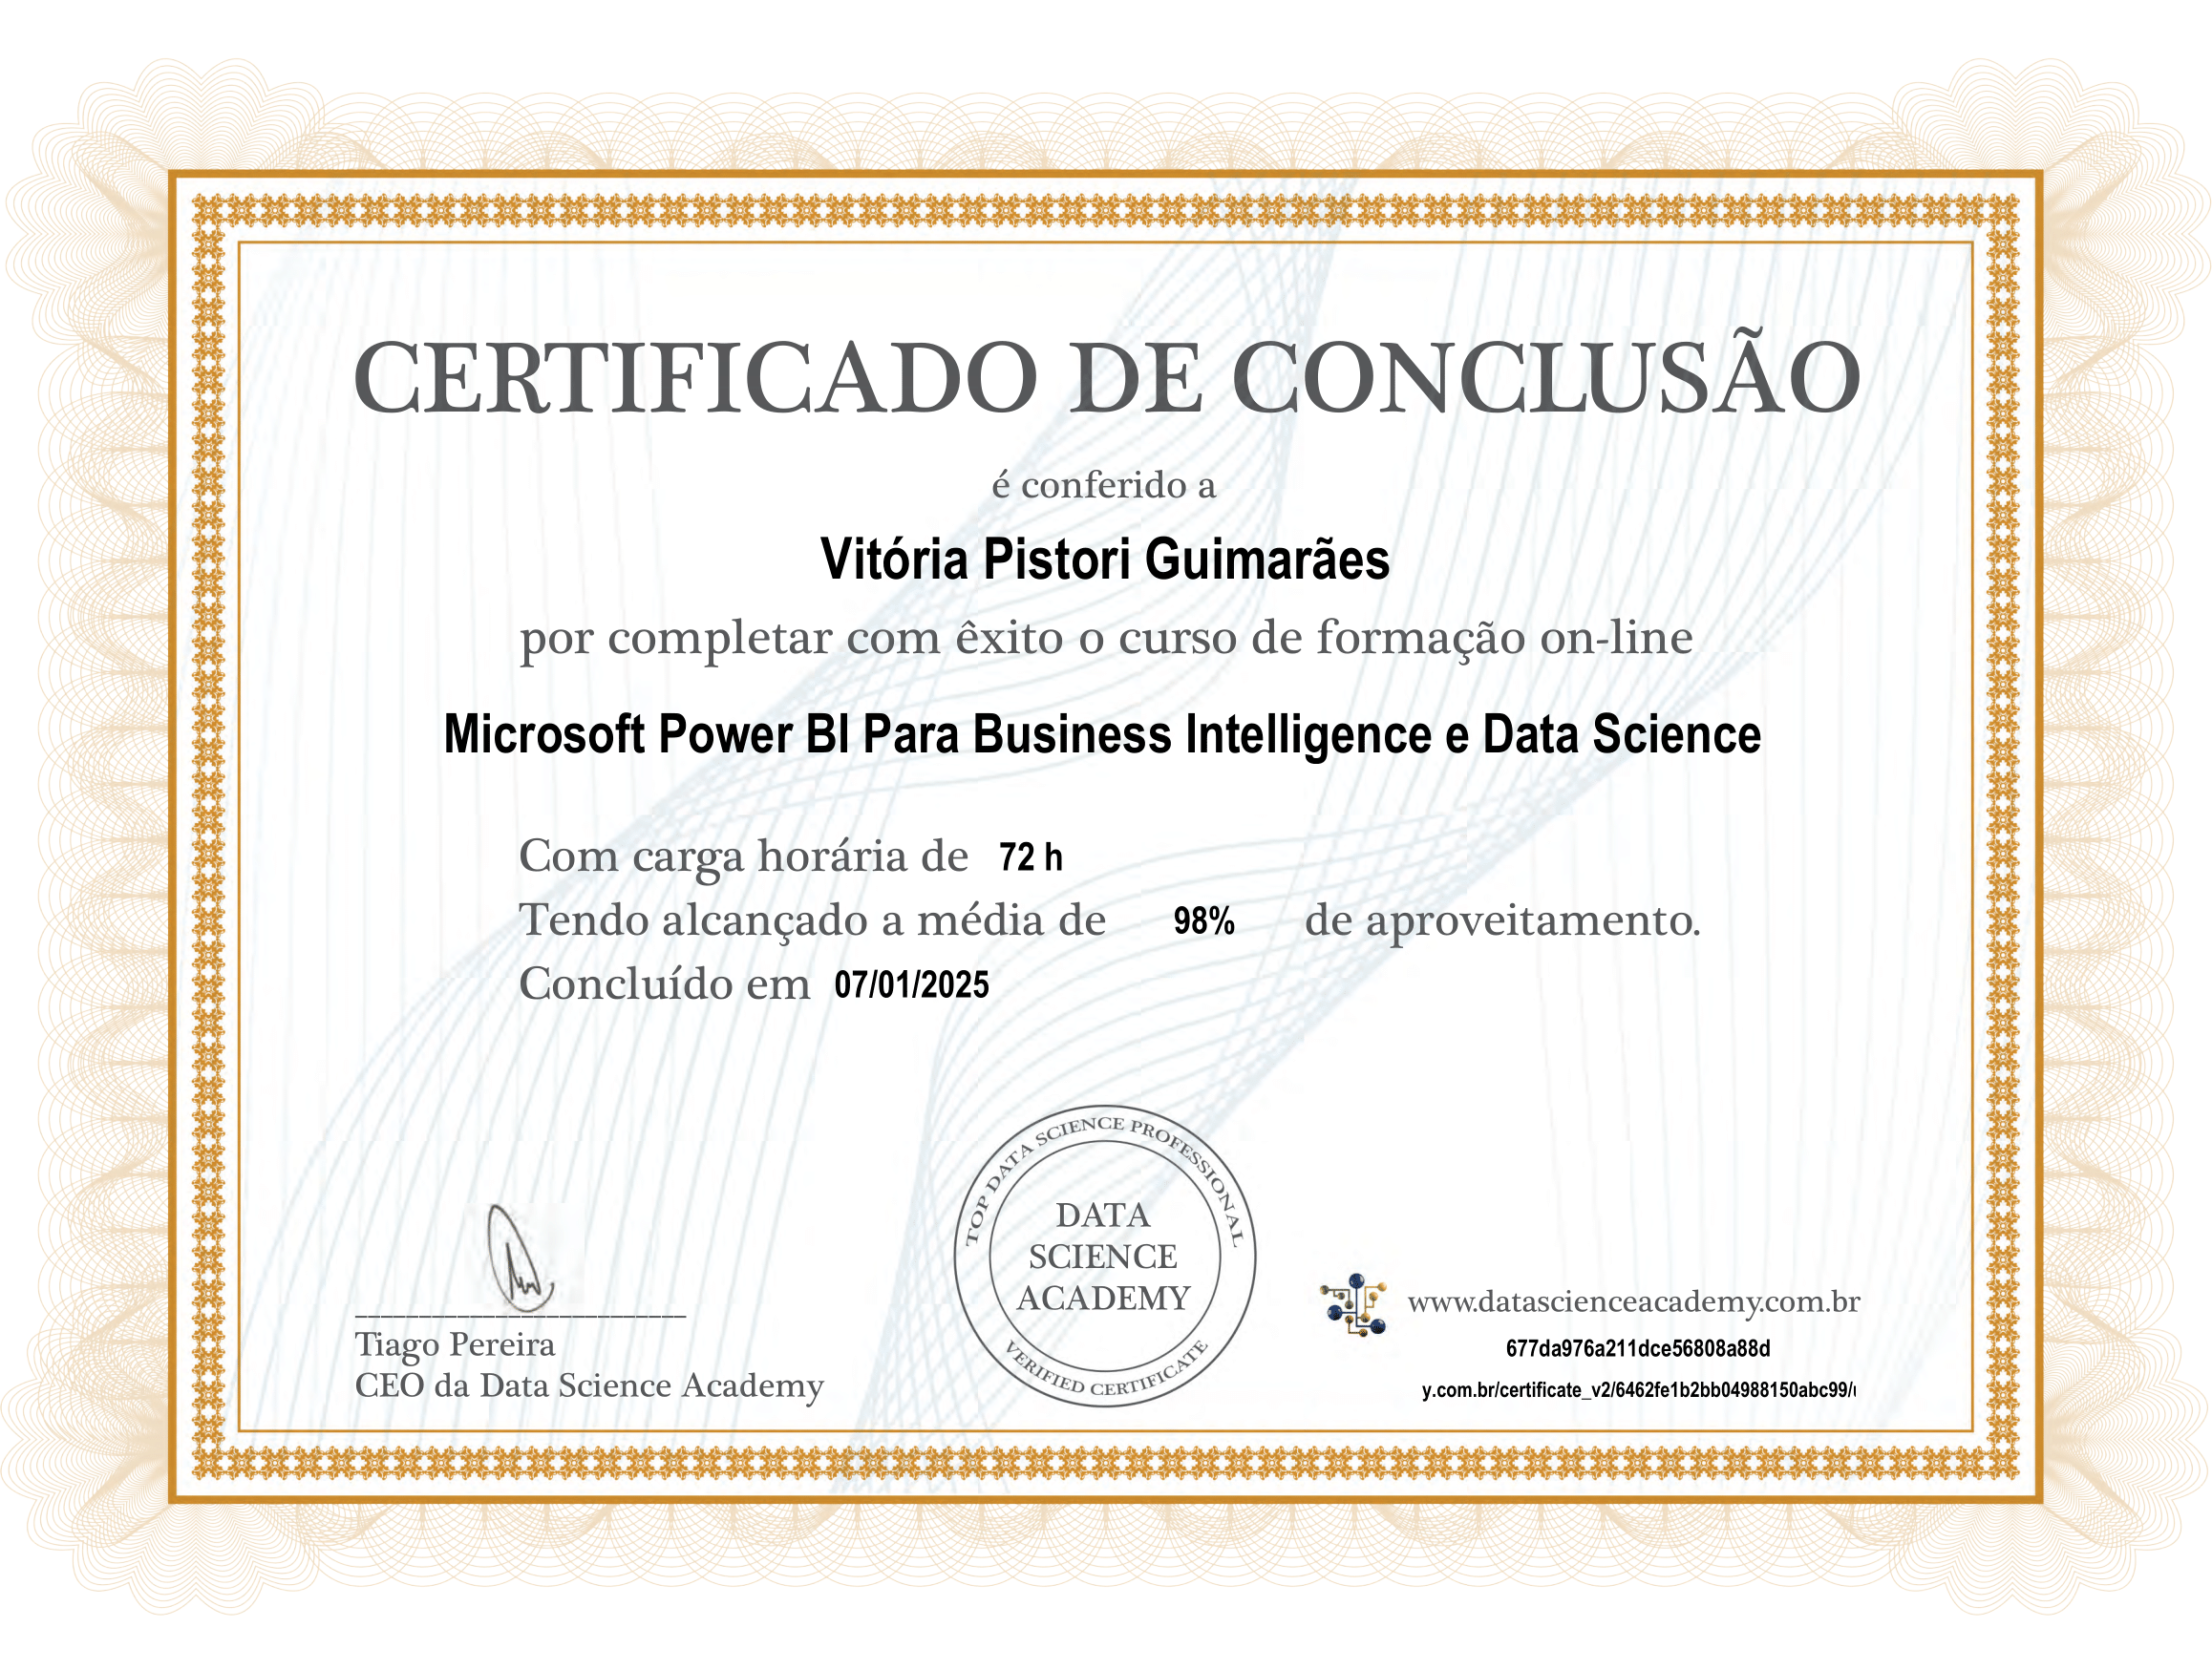 CERTIFICADO DE CONCLUSÃO
é conferido a
Vitória Pistori Guimarães
por completar com êxito o curso de formação on-line
Microsoft Power BI Para Business Intelligence e Data Science
Com carga horária de 72 h
Tendo alcançado a média de 98% de aproveitamento.
Concluído em 07/01/2025
TOP DATA SCIENCE PROFESSIONAL
DATA
SCIENCE
ACADEMY
VERIFIED CERTIFICATE
Tiago Pereira
CEO da Data Science Academy
www.datascienceacademy.com.br
677da976a211dce56808a88d
y.com.br/certificate_v2/6462fe1b2bb04988150abc99/